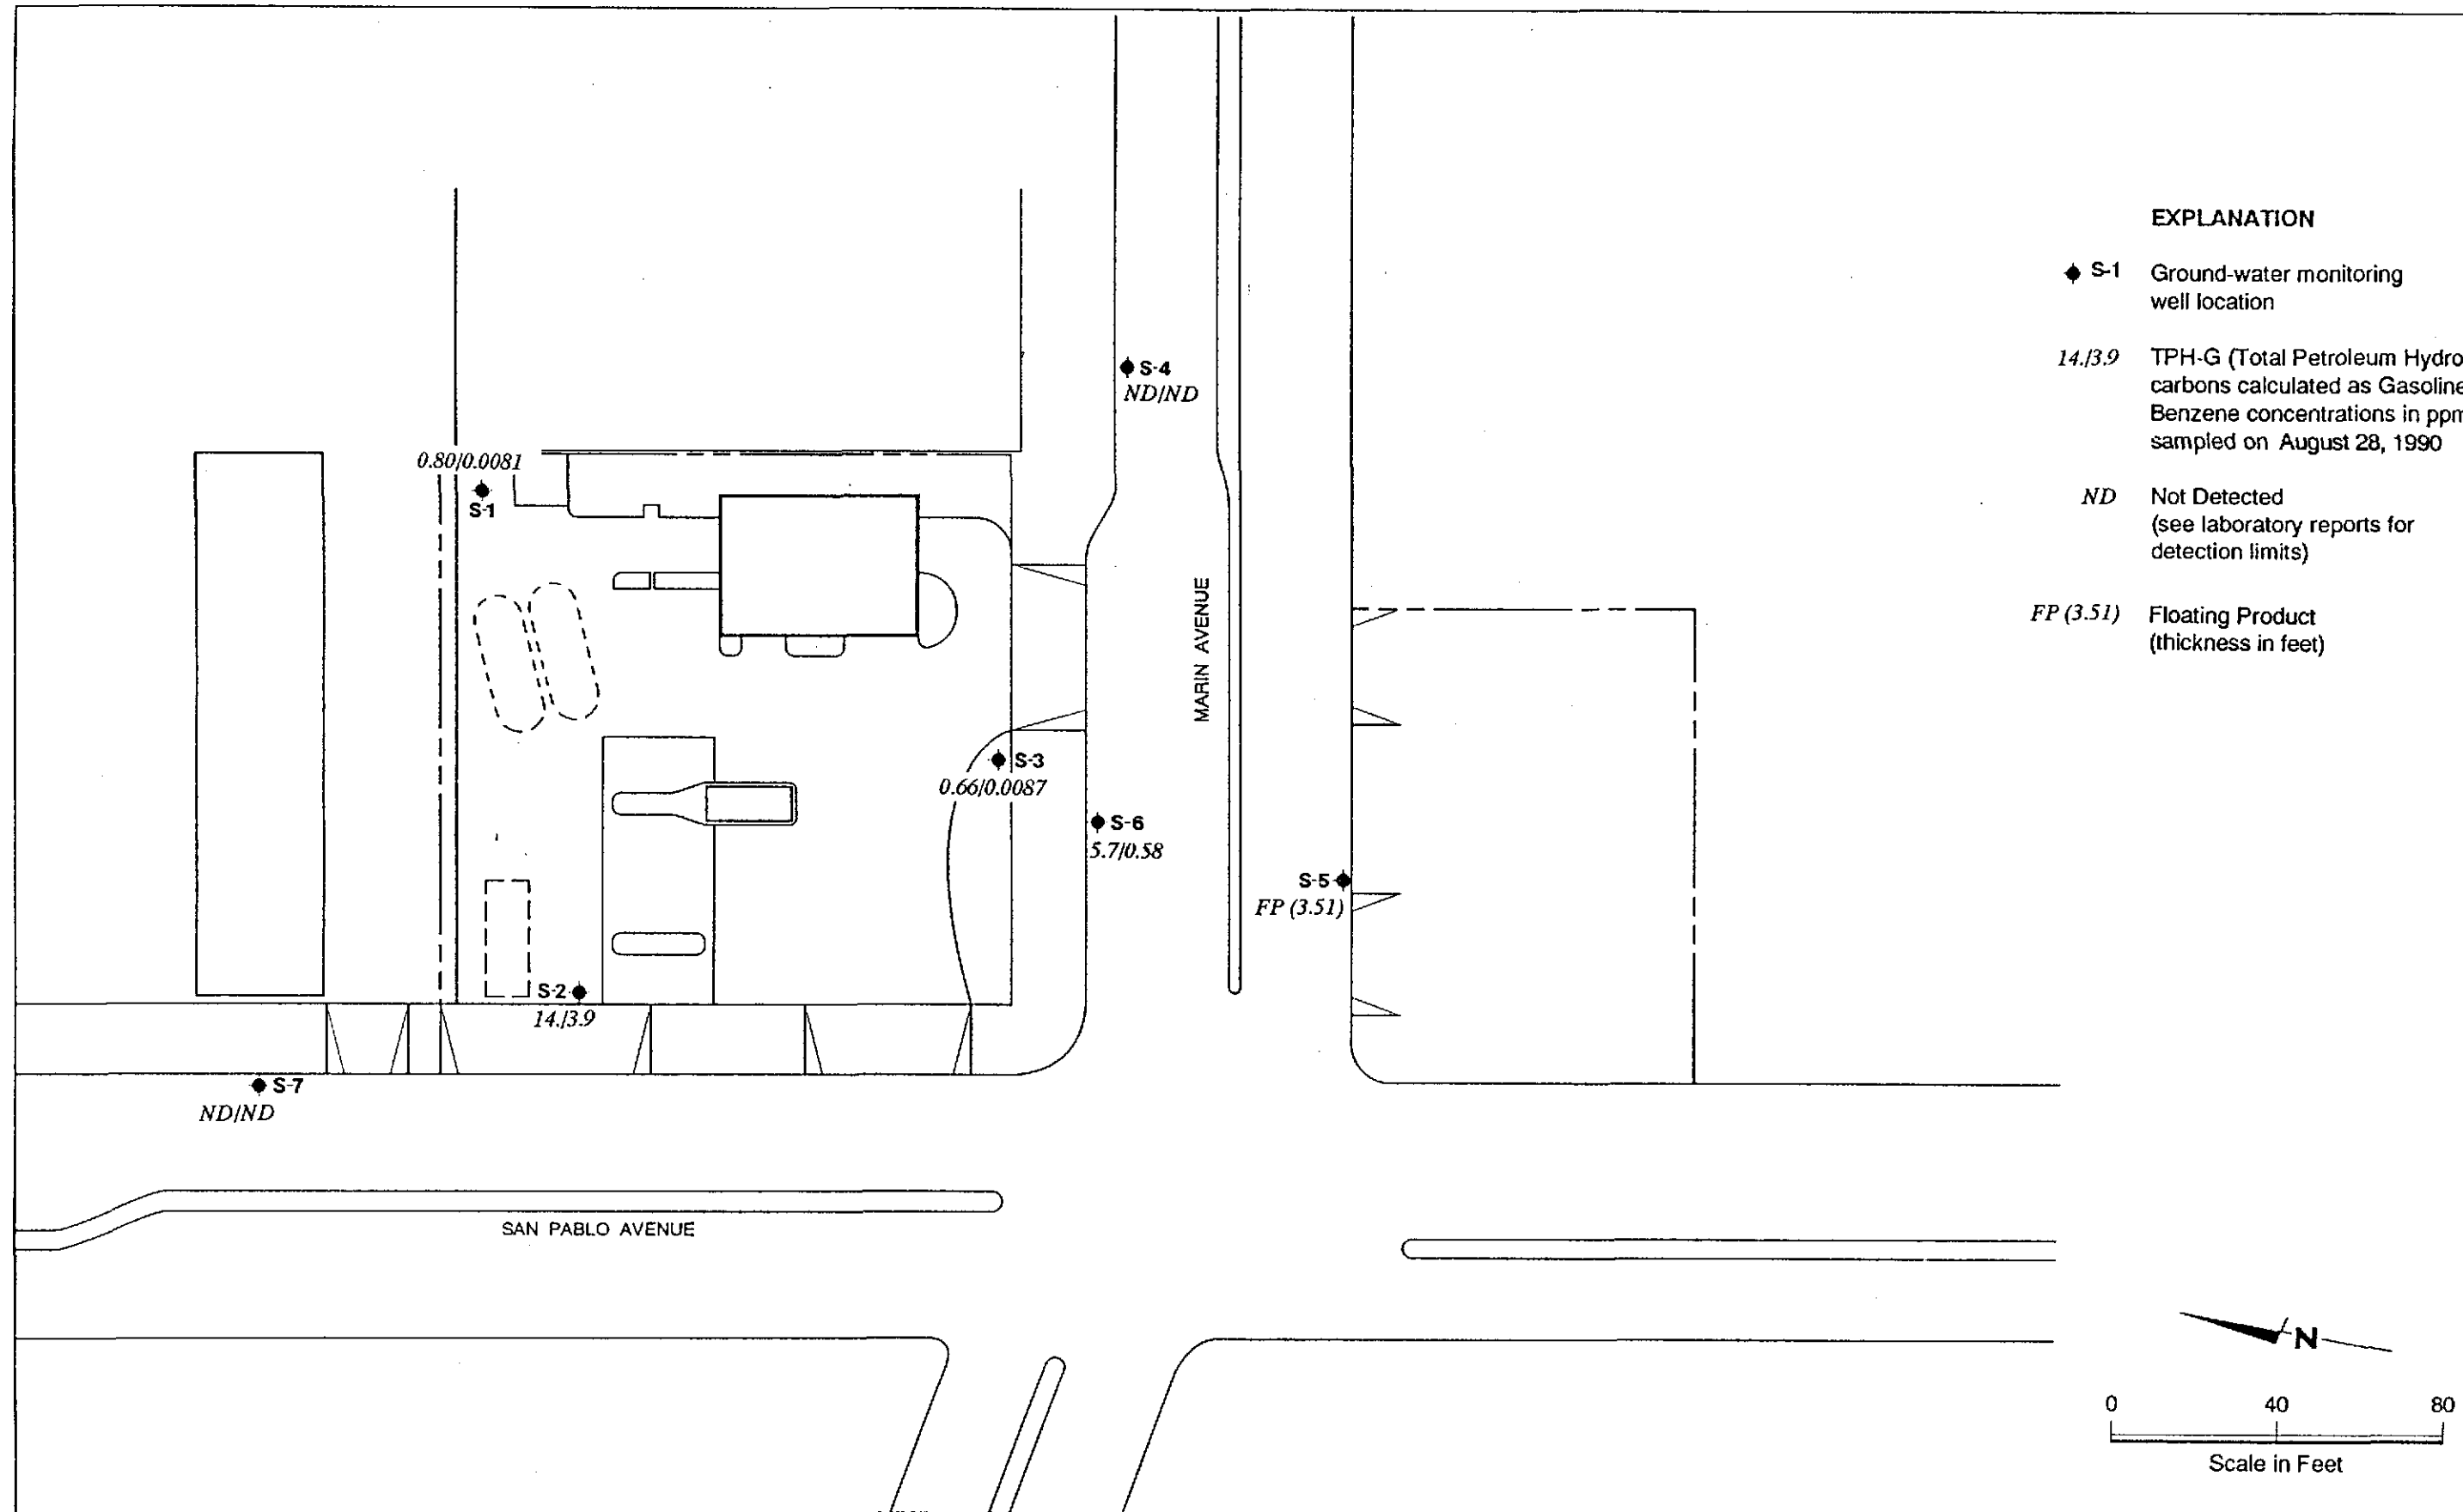 EXPLANATION
S-1 Ground-water monitoring
well location
14./3.9 TPH-G (Total Petroleum Hydro
carbons calculated as Gasoline
Benzene concentrations in ppm
sampled on August 28, 1990
ND Not Detected
(see laboratory reports for
detection limits)
FP (3.51) Floating Product
(thickness in feet)
S-4
ND/ND
0.80/0.0081
S-1
MARIN AVENUE
S-3
0.66/0.0087
S-6
5.7/0.58
S-5
FP (3.51)
S-2
14./3.9
S-7
ND/ND
SAN PABLO AVENUE
N
0 40 80
Scale in Feet